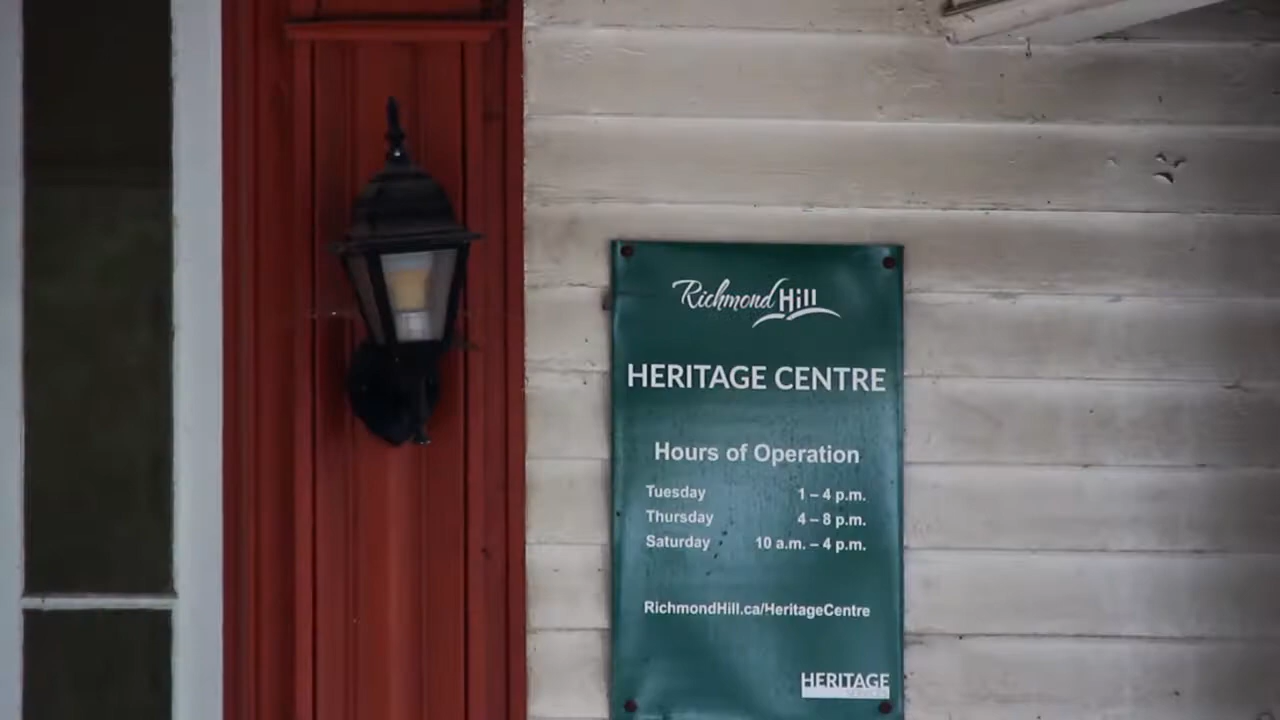 Richmond Hill
HERITAGE CENTRE
Hours of Operation
Tuesday 1 – 4 p.m.
Thursday 4 – 8 p.m.
Saturday 10 a.m. – 4 p.m.
RichmondHill.ca/HeritageCentre
HERITAGE